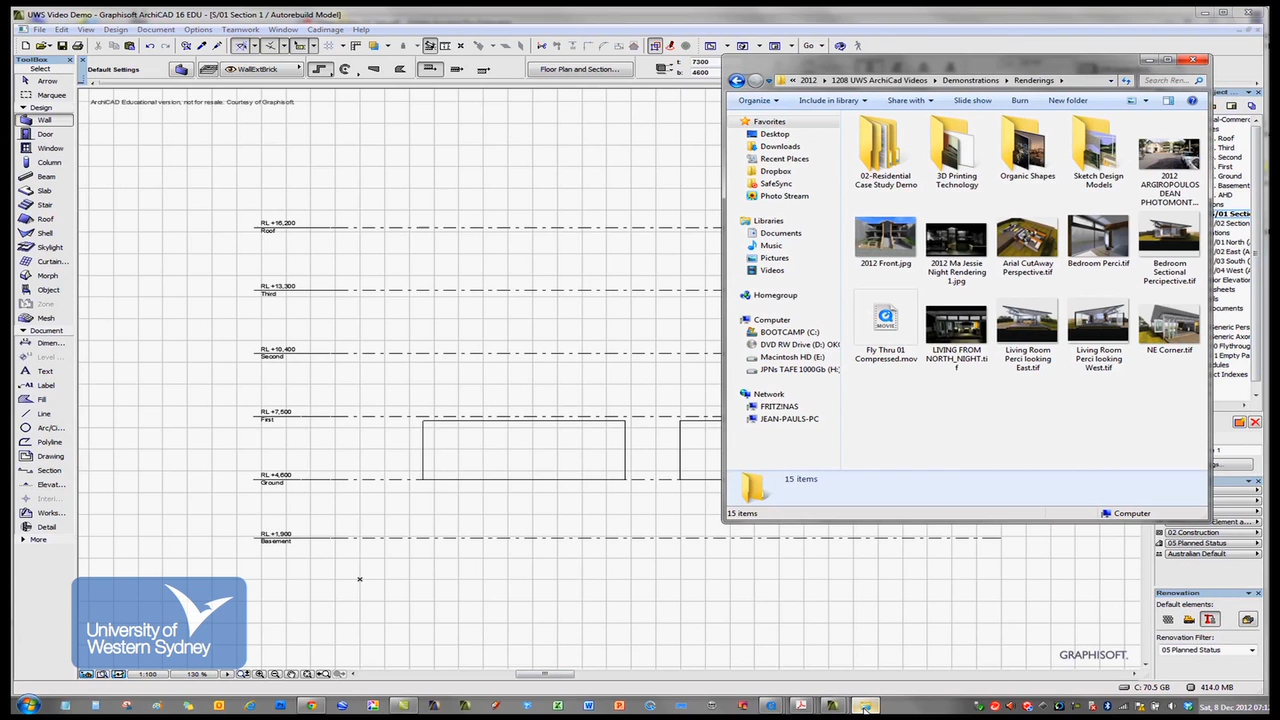 UWS Video Demo - Graphisoft ArchiCAD 16 EDU - [S/01 Section 1 / Autorebuild Model]
File Edit View Design Document Options Teamwork Window Cadimage Help
Go
ToolBox
Select
Arrow
Marquee
Design
Wall
Door
Window
Column
Beam
Slab
Stair
Roof
Shell
Skylight
Curtain...
Morph
Object
Zone
Mesh
Document
Dimen...
Level ...
Text
Label
Fill
Line
Arc/Ci...
Polyline
Drawing
Section
Elevat...
Interi...
Works...
Detail
More
Default Settings
WallExtBrick
Floor Plan and Section...
t: 7300
b: 4600
ArchiCAD Educational version, not for resale. Courtesy of Graphisoft.
RL +16,200
Roof
RL +13,300
Third
RL +10,400
Second
RL +7,500
First
RL +4,600
Ground
RL +1,900
Basement
University of
Western Sydney
1:100
130 %
GRAPHISOFT.
2012 1208 UWS ArchiCad Videos Demonstrations Renderings
Search Ren...
Organize Include in library Share with Slide show Burn New folder
Favorites
Desktop
Downloads
Recent Places
Dropbox
SafeSync
Photo Stream
Libraries
Documents
Music
Pictures
Videos
Homegroup
Computer
BOOTCAMP (C:)
DVD RW Drive (D:) OK
Macintosh HD (E:)
JPNs TAFE 1000Gb (H:)
Network
FRITZ!NAS
JEAN-PAULS-PC
02-Residential
Case Study Demo
3D Printing
Technology
Organic Shapes
Sketch Design
Models
2012
ARGIROPOULOS
DEAN
PHOTOMONT...
2012 Front.jpg
2012 Ma Jessie
Night Rendering
1.jpg
Arial CutAway
Perspective.tif
Bedroom Perci.tif
Bedroom
Sectional
Percipective.tif
MOVIE
Fly Thru 01
Compressed.mov
LIVING FROM
NORTH_NIGHT.ti
f
Living Room
Perci looking
East.tif
Living Room
Perci looking
West.tif
NE Corner.tif
15 items
15 items
Computer
02 Construction
05 Planned Status
Australian Default
Renovation
Default elements:
Renovation Filter:
05 Planned Status
C: 70.5 GB
414.0 MB
Sat, 8 Dec 2012